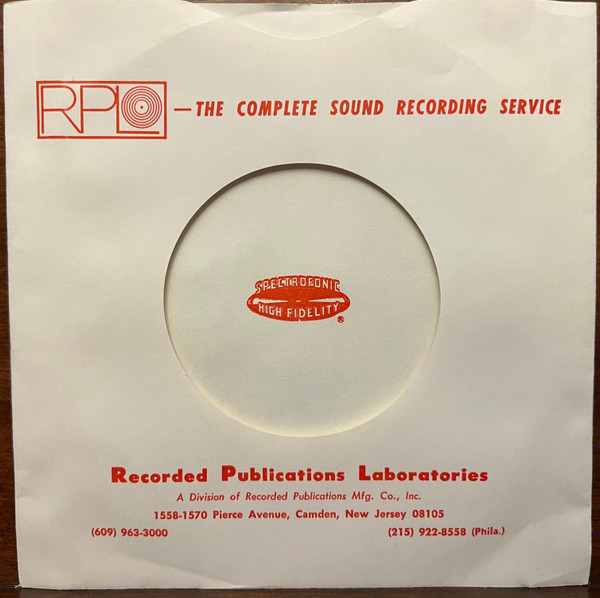 RPL
—THE COMPLETE SOUND RECORDING SERVICE
SPECTROSONIC
HIGH FIDELITY ®
Recorded Publications Laboratories
A Division of Recorded Publications Mfg. Co., Inc.
1558-1570 Pierce Avenue, Camden, New Jersey 08105
(609) 963-3000
(215) 922-8558 (Phila.)